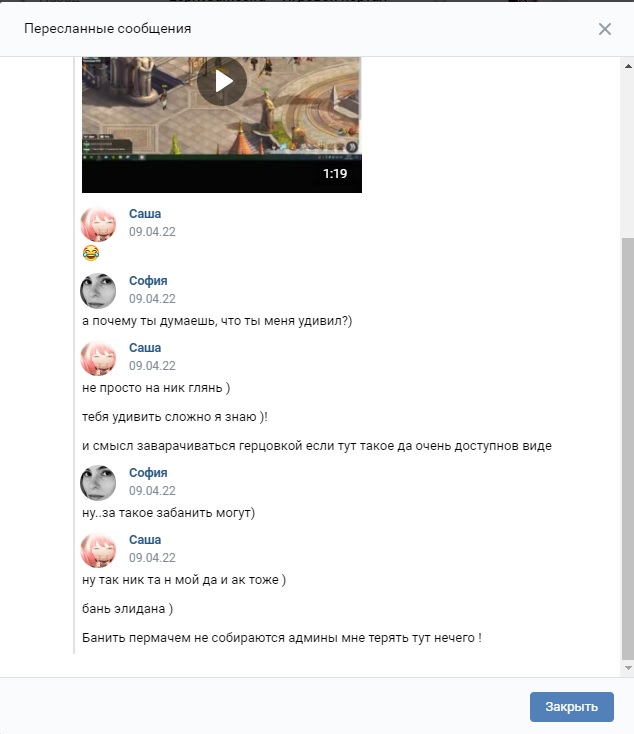 Пересланные сообщения
1:19
Саша
09.04.22
София
09.04.22
а почему ты думаешь, что ты меня удивил?)
Саша
09.04.22
не просто на ник глянь )
тебя удивить сложно я знаю )!
и смысл заварачиваться герцовкой если тут такое да очень доступнов виде
София
09.04.22
ну..за такое забанить могут)
Саша
09.04.22
ну так ник та н мой да и ак тоже )
бань элидана )
Банить пермачем не собираются админы мне терять тут нечего !
Закрыть